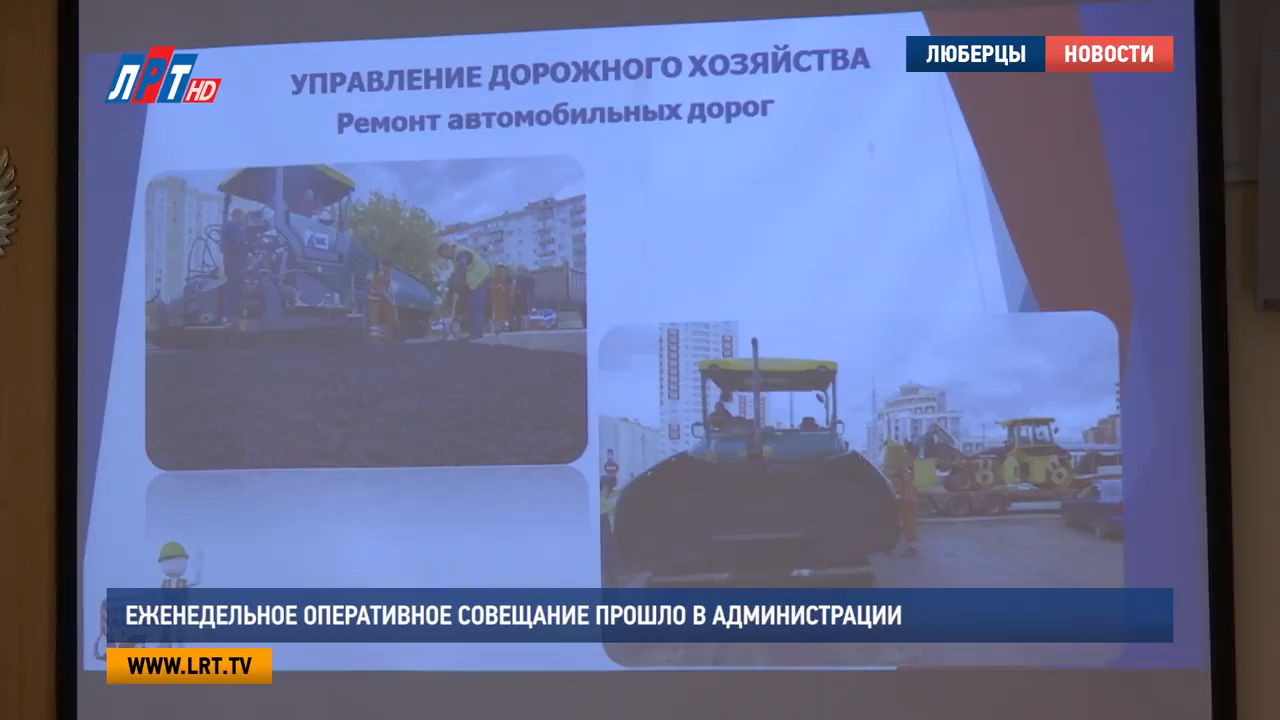 ЛРТ HD
ЛЮБЕРЦЫ НОВОСТИ
УПРАВЛЕНИЕ ДОРОЖНОГО ХОЗЯЙСТВА
Ремонт автомобильных дорог
ЕЖЕНЕДЕЛЬНОЕ ОПЕРАТИВНОЕ СОВЕЩАНИЕ ПРОШЛО В АДМИНИСТРАЦИИ
WWW.LRT.TV